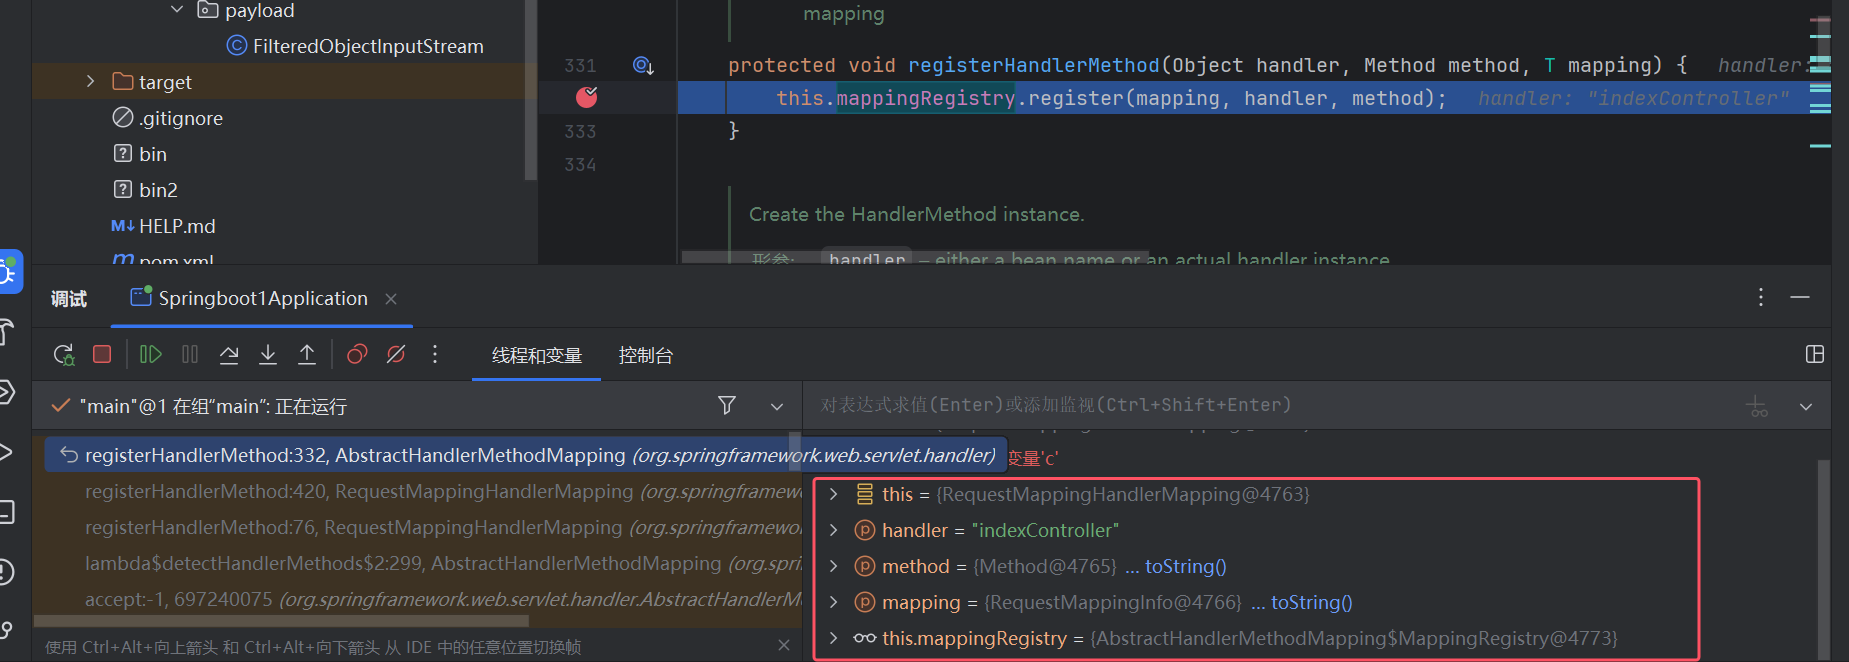 payload
FilteredObjectInputStream
target
.gitignore
bin
bin2
HELP.md
pom.xml
mapping
331 protected void registerHandlerMethod(Object handler, Method method, T mapping) { handler:
this.mappingRegistry.register(mapping, handler, method); handler: "indexController"
333 }
334
Create the HandlerMethod instance.
形参: handler – either a bean name or an actual handler instance
调试 Springboot1Application
线程和变量 控制台
"main"@1 在组"main": 正在运行
对表达式求值(Enter)或添加监视(Ctrl+Shift+Enter)
registerHandlerMethod:332, AbstractHandlerMethodMapping (org.springframework.web.servlet.handler)
registerHandlerMethod:420, RequestMappingHandlerMapping (org.springframew
registerHandlerMethod:76, RequestMappingHandlerMapping (org.springframewo
lambda$detectHandlerMethods$2:299, AbstractHandlerMethodMapping (org.spri
accept:-1, 697240075 (org.springframework.web.servlet.handler.AbstractHandlerM
使用 Ctrl+Alt+向上箭头 和 Ctrl+Alt+向下箭头 从 IDE 中的任意位置切换帧
变量'c'
this = {RequestMappingHandlerMapping@4763}
handler = "indexController"
method = {Method@4765} ... toString()
mapping = {RequestMappingInfo@4766} ... toString()
this.mappingRegistry = {AbstractHandlerMethodMapping$MappingRegistry@4773}